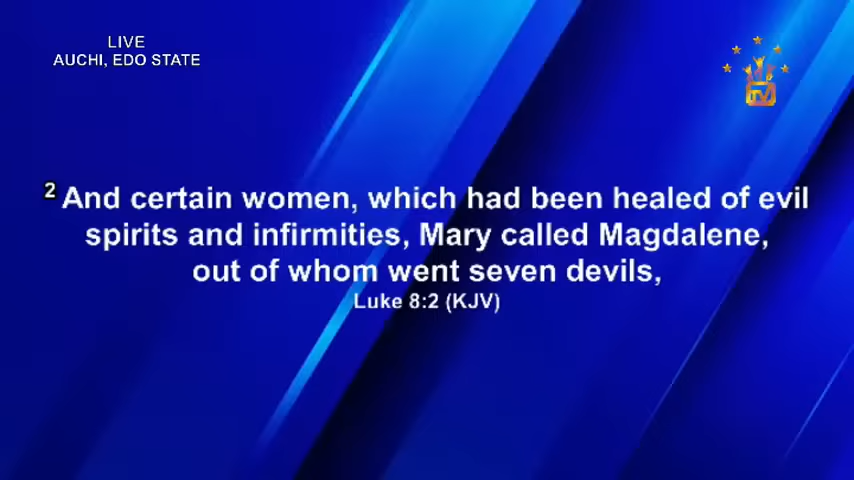 LIVE
AUCHI, EDO STATE
TV
2 And certain women, which had been healed of evil
spirits and infirmities, Mary called Magdalene,
out of whom went seven devils,
Luke 8:2 (KJV)